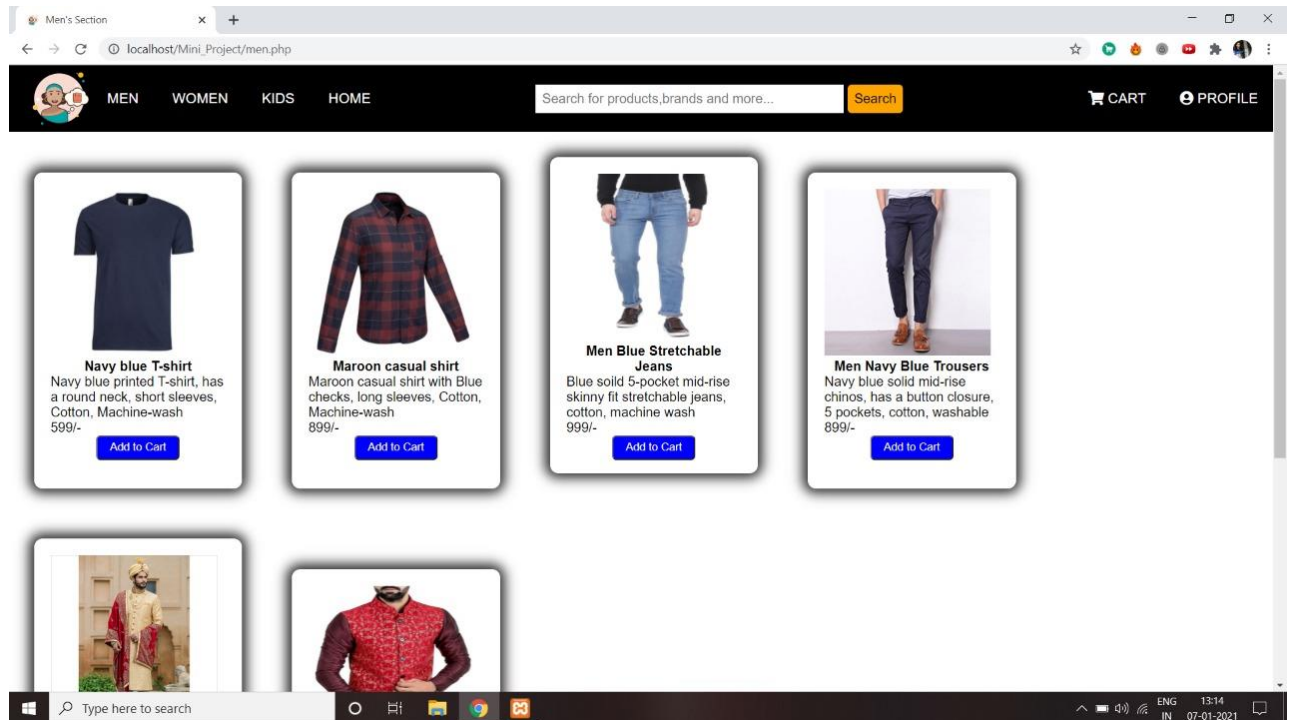 Men's Section
localhost/Mini_Project/men.php
MEN WOMEN KIDS HOME
Search for products,brands and more...
Search
CART
PROFILE
Navy blue T-shirt
Navy blue printed T-shirt, has
a round neck, short sleeves,
Cotton, Machine-wash
599/-
Add to Cart
Maroon casual shirt
Maroon casual shirt with Blue
checks, long sleeves, Cotton,
Machine-wash
899/-
Add to Cart
Men Blue Stretchable
Jeans
Blue soild 5-pocket mid-rise
skinny fit stretchable jeans,
cotton, machine wash
999/-
Add to Cart
Men Navy Blue Trousers
Navy blue solid mid-rise
chinos, has a button closure,
5 pockets, cotton, washable
899/-
Add to Cart
Type here to search
ENG
IN
13:14
07-01-2021